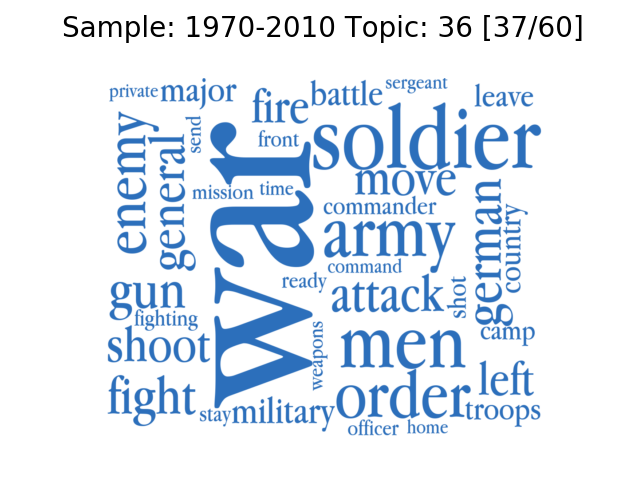 Sample: 1970-2010 Topic: 36 [37/60]
private
major
sergeant
battle
fire
leave
send
soldier
enemy
general
front
war
move
mission
time
commander
german
country
army
command
ready
attack
shot
gun
fighting
camp
weapons
men
shoot
left
fight
order
stay
military
troops
officer
home